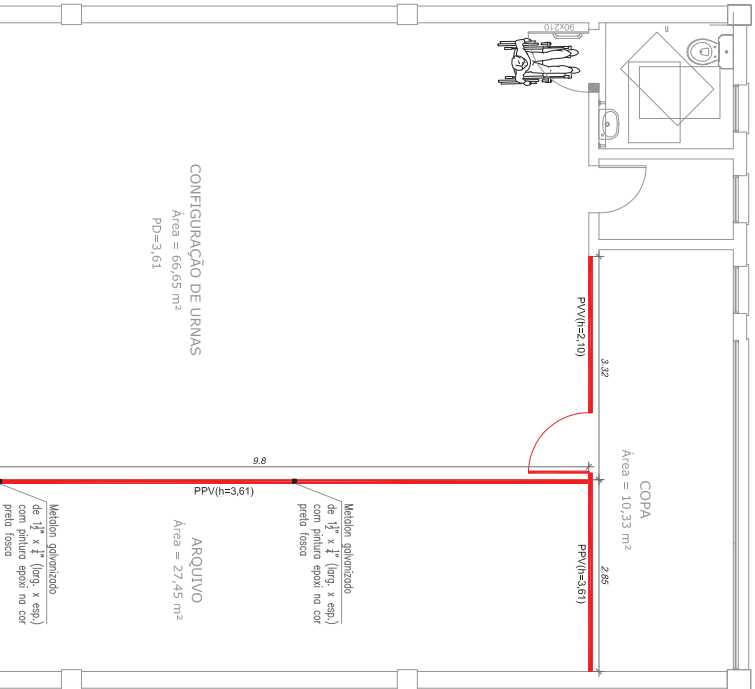 90x210
CONFIGURAÇÃO DE URNAS
Área = 66,65 m²
PD=3,61
PVV(h=2,10)
3.32
COPA
Área = 10,33 m²
9.8
PPV(h=3,61)
Metalon galvanizado
de 1½" x ¼" (larg. x esp.)
com pintura epoxi na cor
preta fosca
ARQUIVO
Área = 27,45 m²
Metalon galvanizado
de 1½" x ¼" (larg. x esp.)
com pintura epoxi na cor
preta fosca
PPV(h=3,61)
2.85